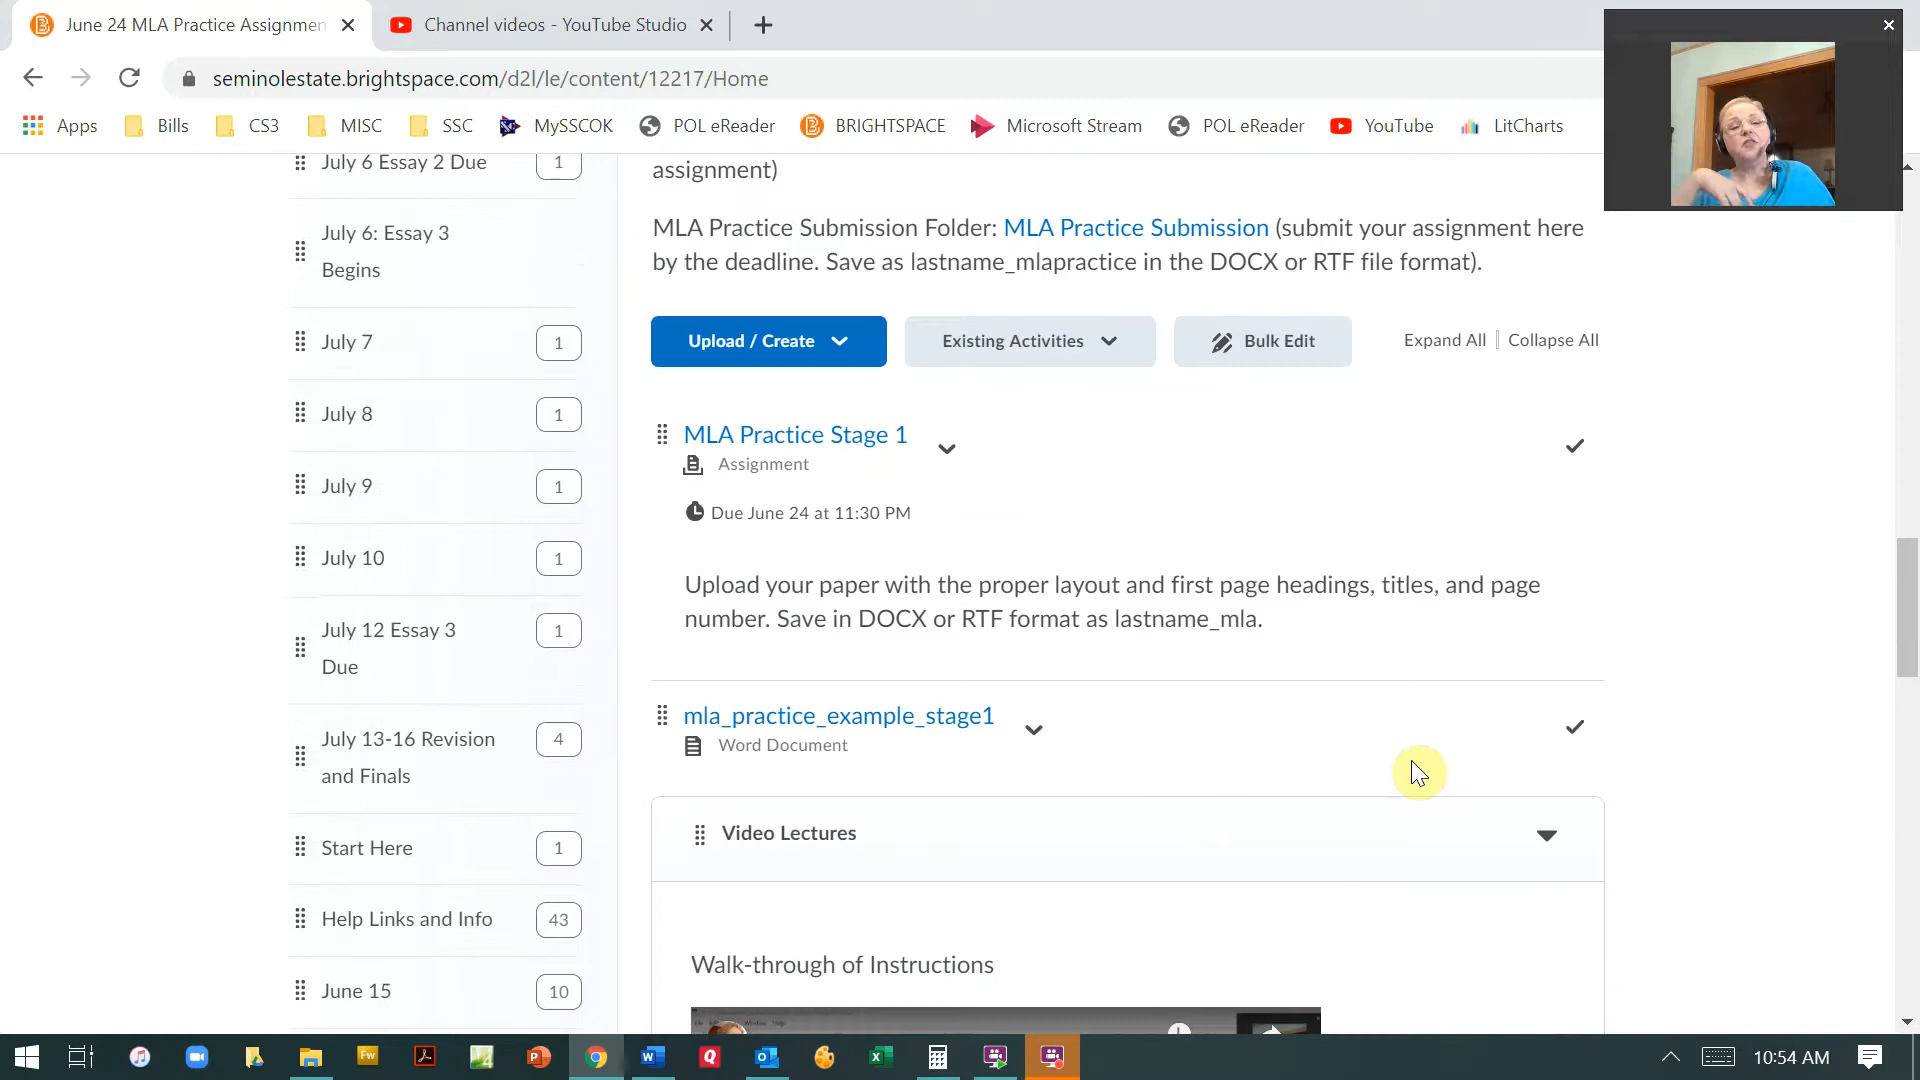 June 24 MLA Practice Assignmen
Channel videos - YouTube Studio
seminolestate.brightspace.com/d2l/le/content/12217/Home
Apps
Bills
CS3
MISC
SSC
MySSCOK
POL eReader
BRIGHTSPACE
Microsoft Stream
POL eReader
YouTube
LitCharts
July 6 Essay 2 Due
1
July 6: Essay 3
Begins
July 7
1
July 8
1
July 9
1
July 10
1
July 12 Essay 3
Due
1
July 13-16 Revision
and Finals
4
Start Here
1
Help Links and Info
43
June 15
10
assignment)
MLA Practice Submission Folder: MLA Practice Submission (submit your assignment here
by the deadline. Save as lastname_mlapractice in the DOCX or RTF file format).
Upload / Create
Existing Activities
Bulk Edit
Expand All
Collapse All
MLA Practice Stage 1
Assignment
Due June 24 at 11:30 PM
Upload your paper with the proper layout and first page headings, titles, and page
number. Save in DOCX or RTF format as lastname_mla.
mla_practice_example_stage1
Word Document
Video Lectures
Walk-through of Instructions
Fw
10:54 AM